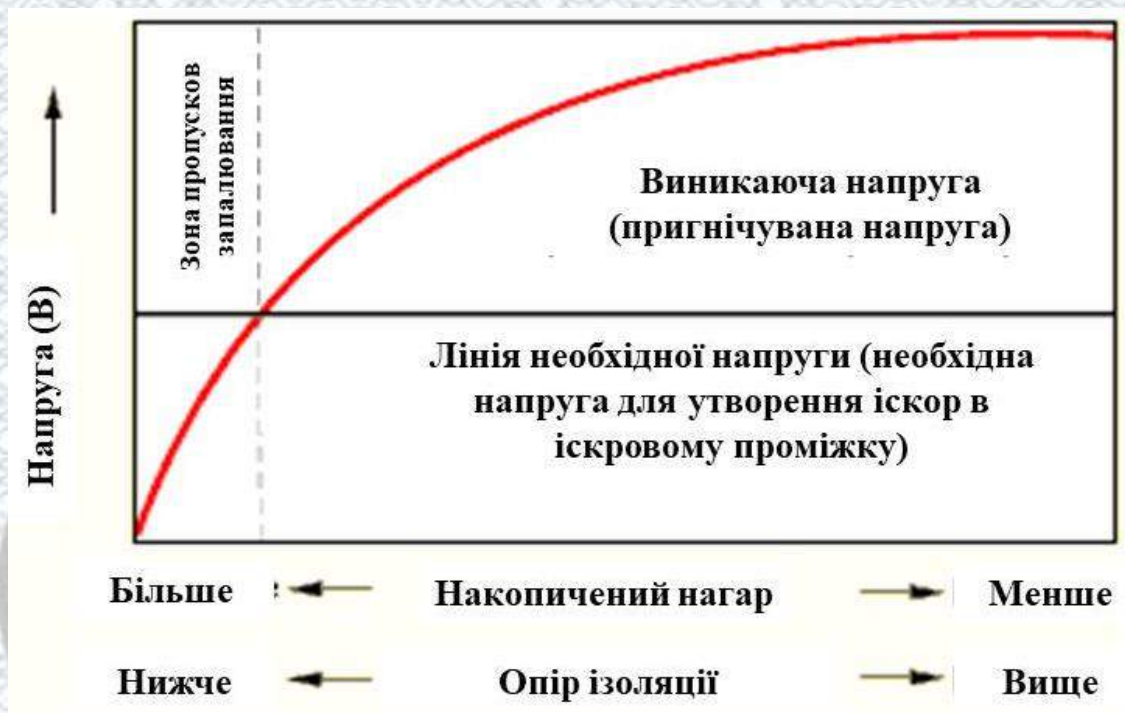 Напруга (В)
Зона пропусков
запалювання
Виникаюча напруга
(пригнічувана напруга)
Лінія необхідної напруги (необхідна
напруга для утворення іскор в
іскровому проміжку)
Більше Накопичений нагар Менше
Нижче Опір ізоляції Вище